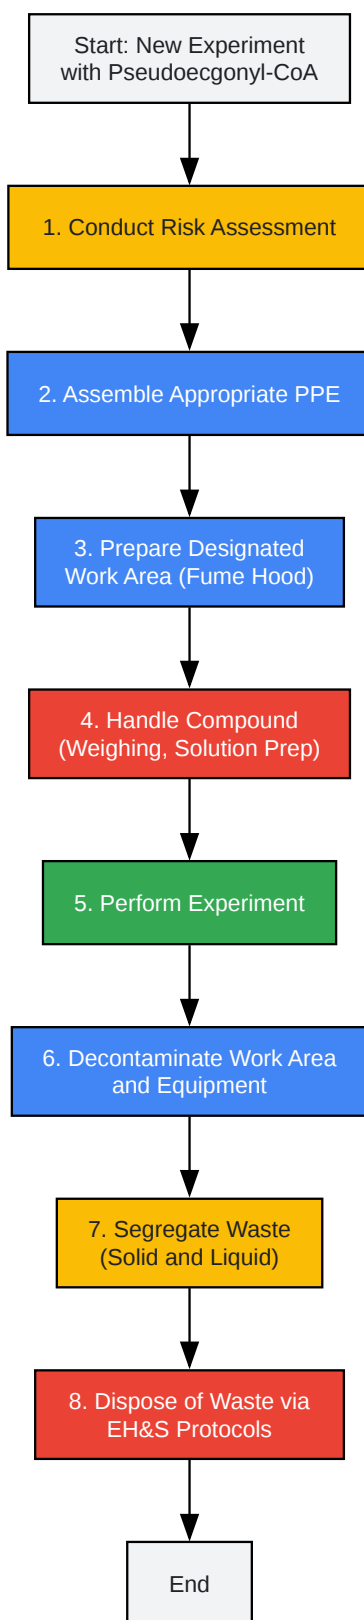 Start: New Experiment
with Pseudoecgonyl-CoA
1. Conduct Risk Assessment
2. Assemble Appropriate PPE
3. Prepare Designated
Work Area (Fume Hood)
4. Handle Compound
(Weighing, Solution Prep)
5. Perform Experiment
6. Decontaminate Work Area
and Equipment
7. Segregate Waste
(Solid and Liquid)
8. Dispose of Waste via
EH&S Protocols
End